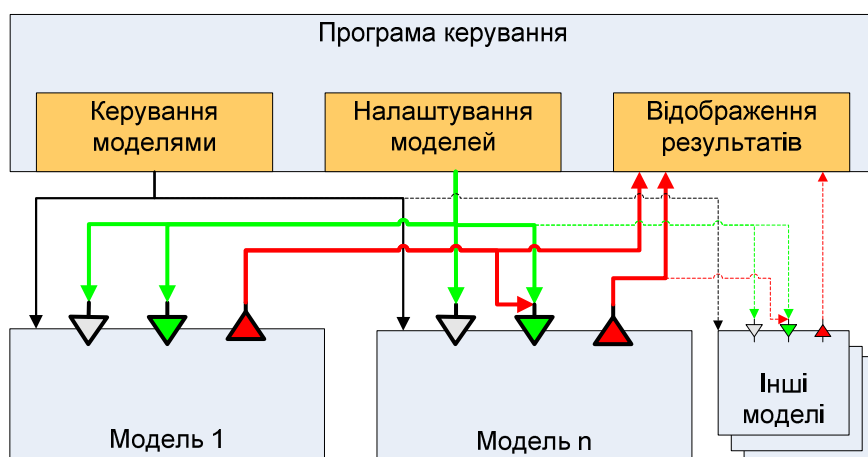 Програма керування
Керування
моделями
Налаштування
моделей
Відображення
результатів
Модель 1
Модель n
Інші
моделі